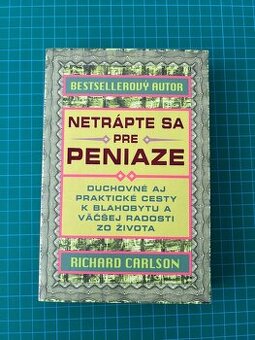 BESTSELLEROVÝ AUTOR
NETRÁPTE SA
PRE
PENIAZE
DUCHOVNÉ AJ
PRAKTICKÉ CESTY
K BLAHOBYTU A
VÄČŠEJ RADOSTI
ZO ŽIVOTA
RICHARD CARLSON